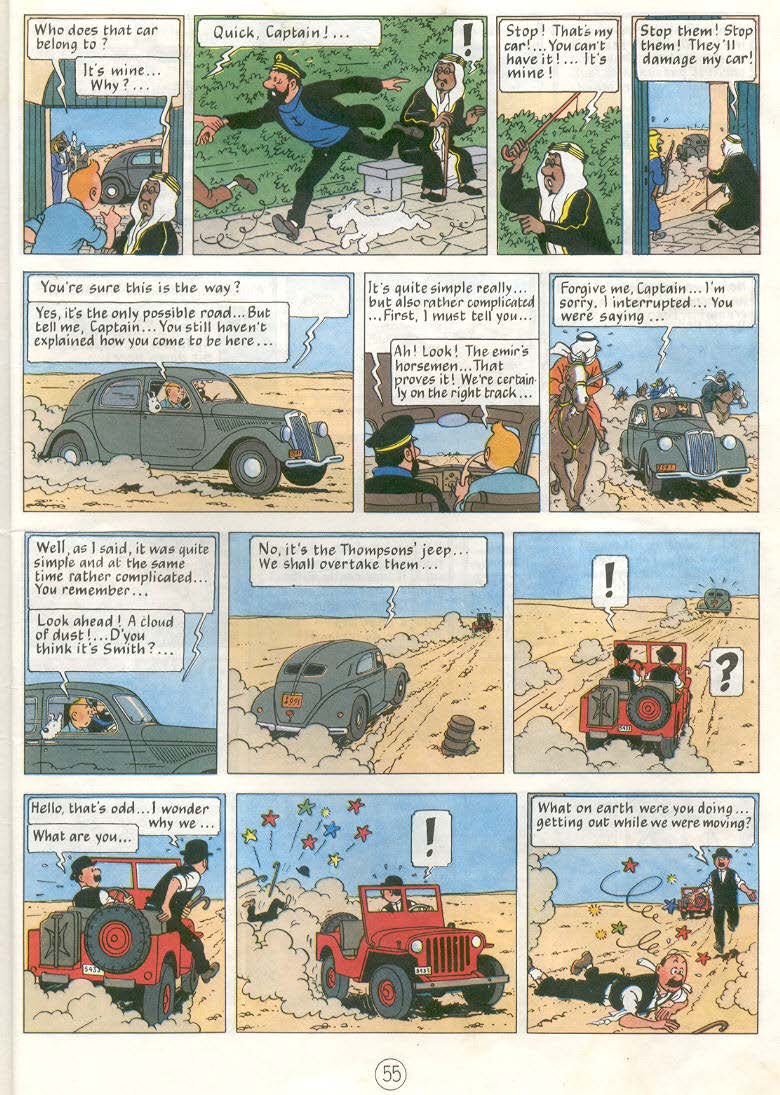 Who does that car
belong to ?
It's mine...
Why ?...
Quick, Captain !...
!
Stop ! That's my
car!... You can't
have it!... It's
mine !
Stop them ! Stop
them ! They'll
damage my car!
You're sure this is the way ?
Yes, it's the only possible road... But
tell me, Captain... You still haven't
explained how you come to be here...
It's quite simple really...
but also rather complicated
...First, I must tell you...
Ah! Look! The emir's
horsemen...That
proves it! We're certain-
ly on the right track...
Forgive me, Captain... I'm
sorry. I interrupted... You
were saying ...
Well, as I said, it was quite
simple and at the same
time rather complicated...
You remember...
Look ahead ! A cloud
of dust !...D'you
think it's Smith ?...
No, it's the Thompsons' jeep...
We shall overtake them...
!
?
5433
Hello, that's odd...I wonder
why we...
What are you...
5433
!
What on earth were you doing...
getting out while we were moving?
55